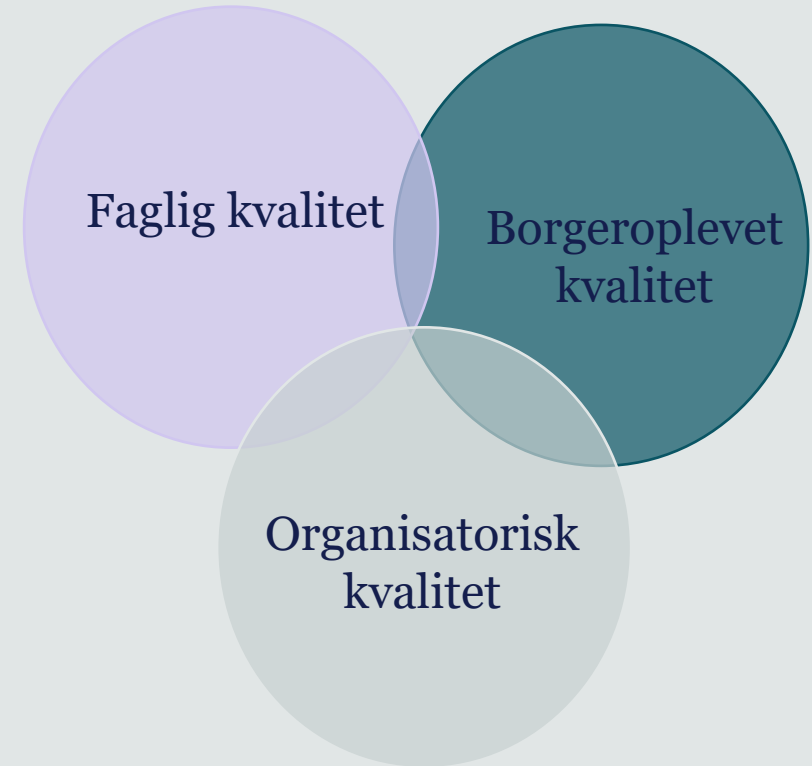 Faglig kvalitet
Borgeroplevet
kvalitet
Organisatorisk
kvalitet